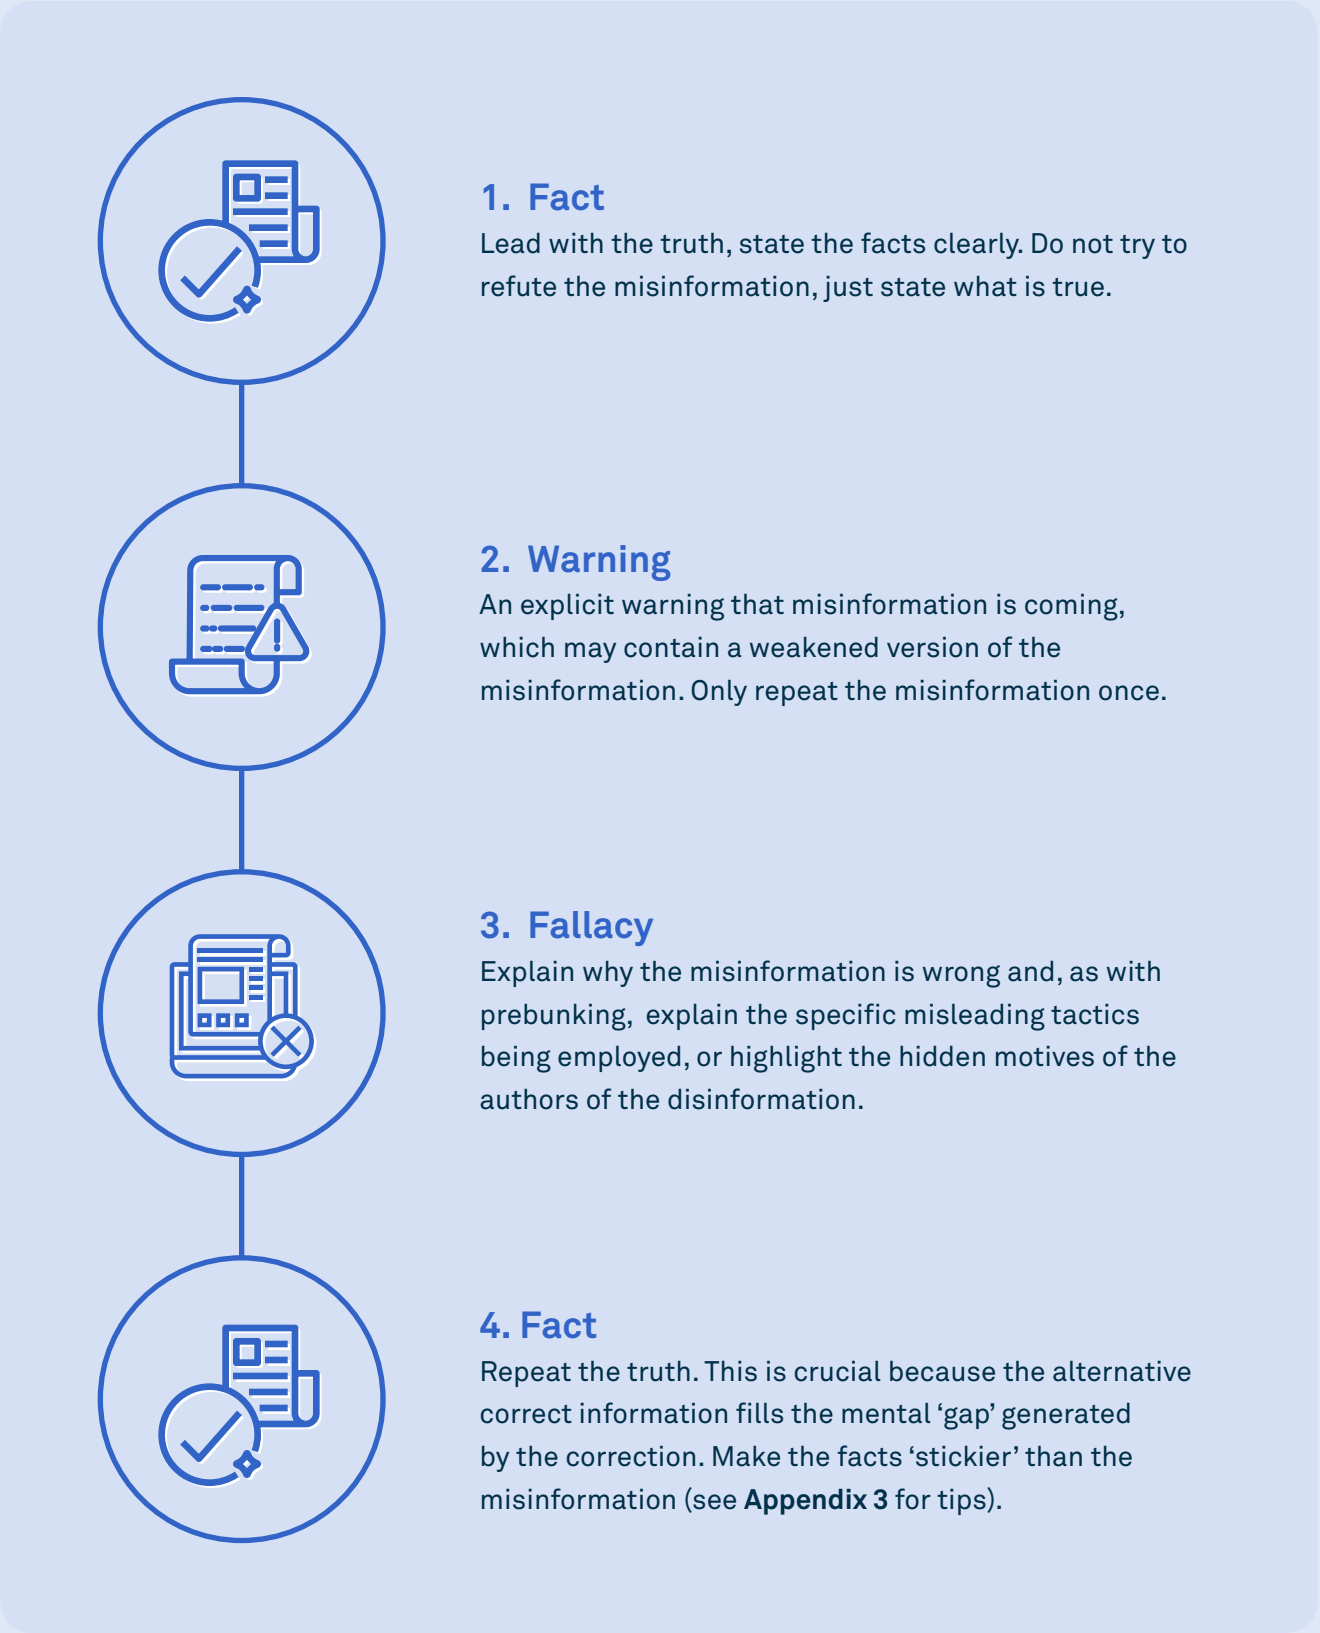 1. Fact
Lead with the truth, state the facts clearly. Do not try to
refute the misinformation, just state what is true.
2. Warning
An explicit warning that misinformation is coming,
which may contain a weakened version of the
misinformation. Only repeat the misinformation once.
3. Fallacy
Explain why the misinformation is wrong and, as with
prebunking, explain the specific misleading tactics
being employed, or highlight the hidden motives of the
authors of the disinformation.
4. Fact
Repeat the truth. This is crucial because the alternative
correct information fills the mental ‘gap’ generated
by the correction. Make the facts ‘stickier’ than the
misinformation (see Appendix 3 for tips).